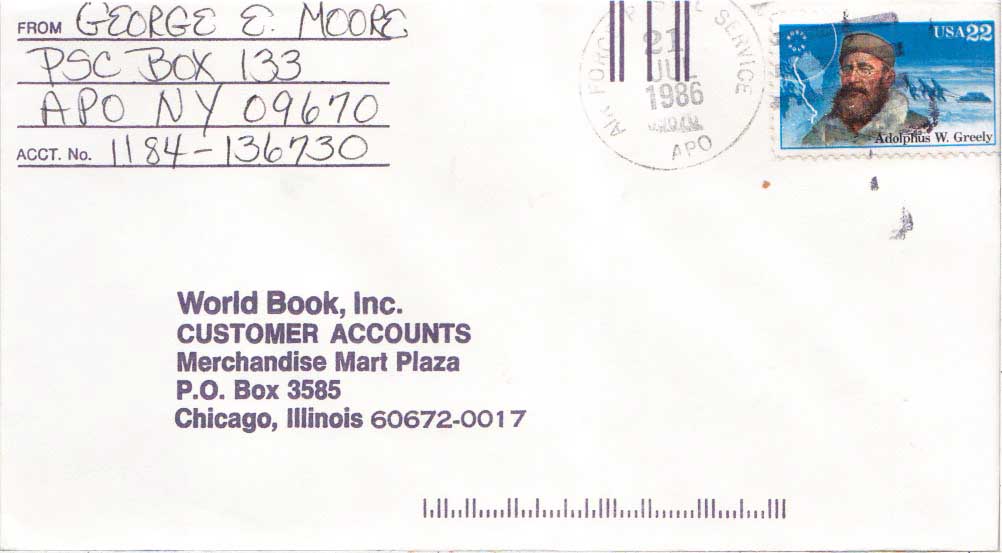 FROM GEORGE E. MOORE
PSC BOX 133
APO NY 09670
ACCT. No. 1184-136730
AIR FORCE POSTAL SERVICE
21
JUL
1986
APO
USA22
Adolphus W. Greely
World Book, Inc.
CUSTOMER ACCOUNTS
Merchandise Mart Plaza
P.O. Box 3585
Chicago, Illinois 60672-0017